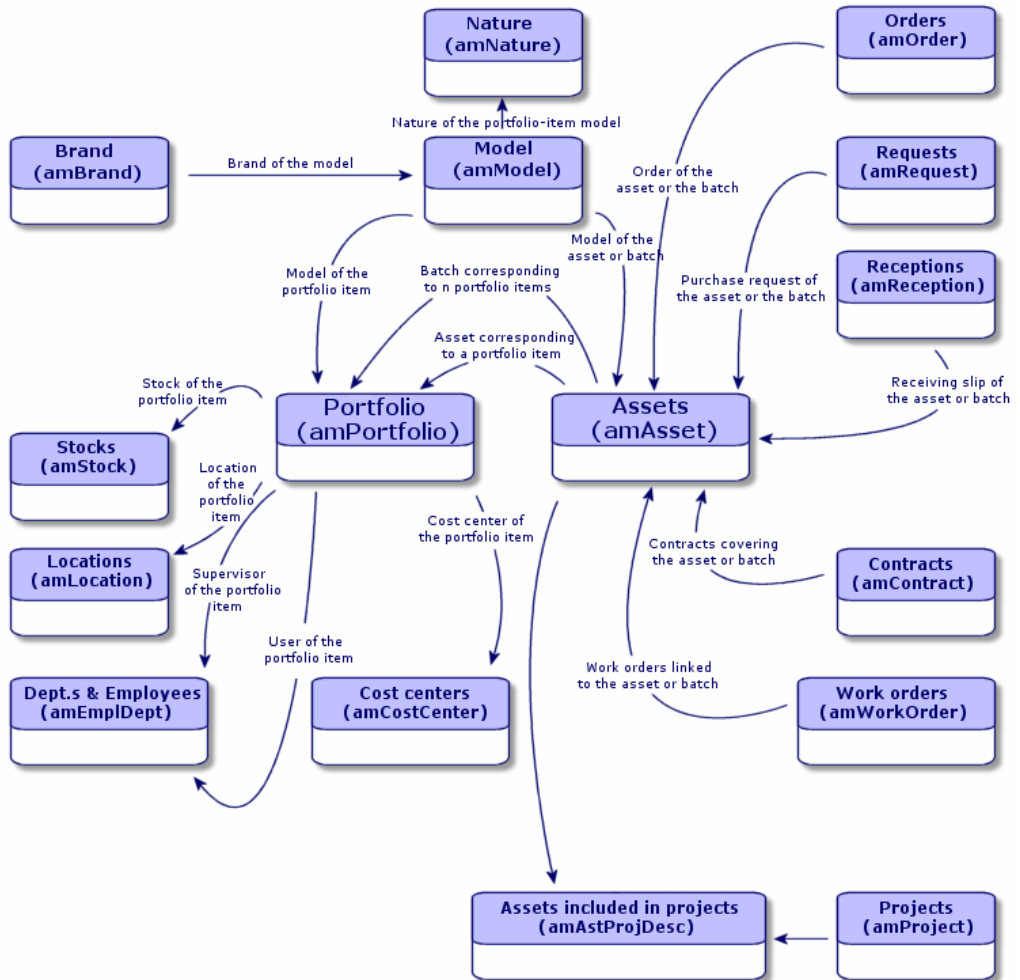 Nature
(amNature)
Orders
(amOrder)
Nature of the portfolio-item model
Brand
(amBrand)
Brand of the model
Model
(amModel)
Requests
(amRequest)
Order of the
asset or the batch
Model of the
asset or batch
Model of the
portfolio item
Batch corresponding
to n portfolio items
Purchase request of
the asset or the batch
Receptions
(amReception)
Asset corresponding
to a portfolio item
Receiving slip of
the asset or batch
Stock of the
portfolio item
Portfolio
(amPortfolio)
Assets
(amAsset)
Stocks
(amStock)
Location
of the
portfolio
item
Cost center of
the portfolio item
Contracts covering
the asset or batch
Locations
(amLocation)
Contracts
(amContract)
Supervisor
of the portfolio
item
User of the
portfolio item
Work orders linked
to the asset or batch
Dept.s & Employees
(amEmplDept)
Cost centers
(amCostCenter)
Work orders
(amWorkOrder)
Assets included in projects
(amAstProjDesc)
Projects
(amProject)